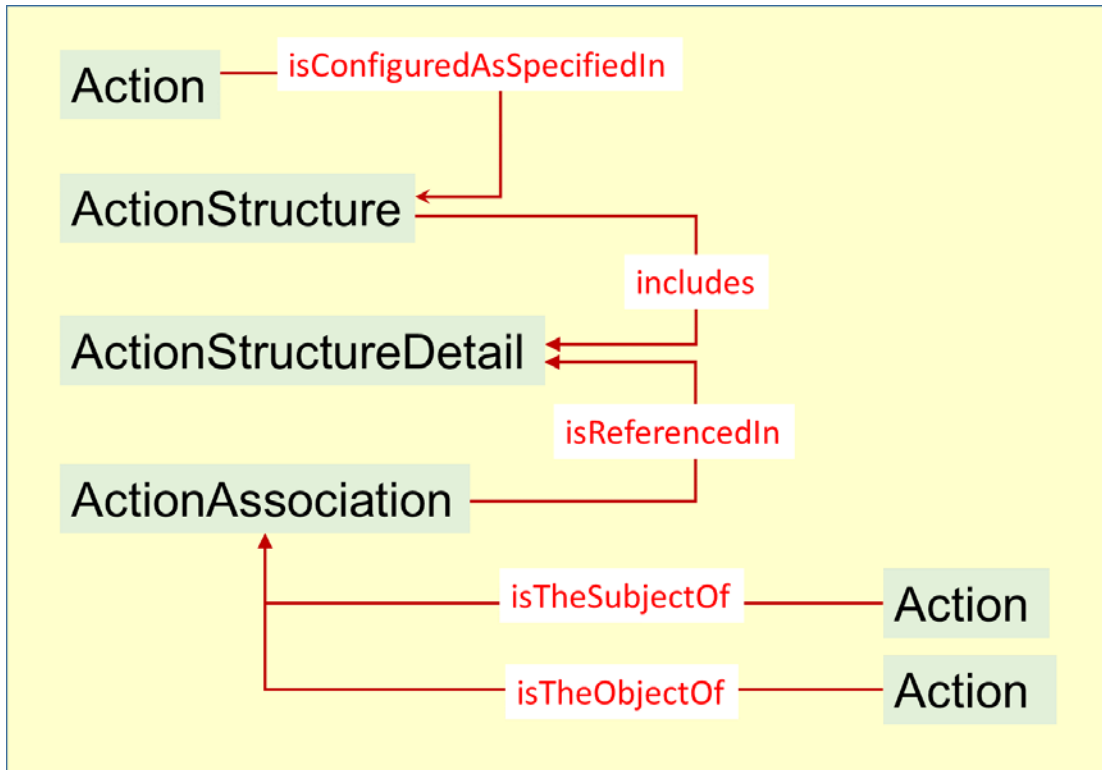 isConfiguredAsSpecifiedIn
Action
ActionStructure
includes
ActionStructureDetail
isReferencedIn
ActionAssociation
isTheSubjectOf
Action
isTheObjectOf
Action